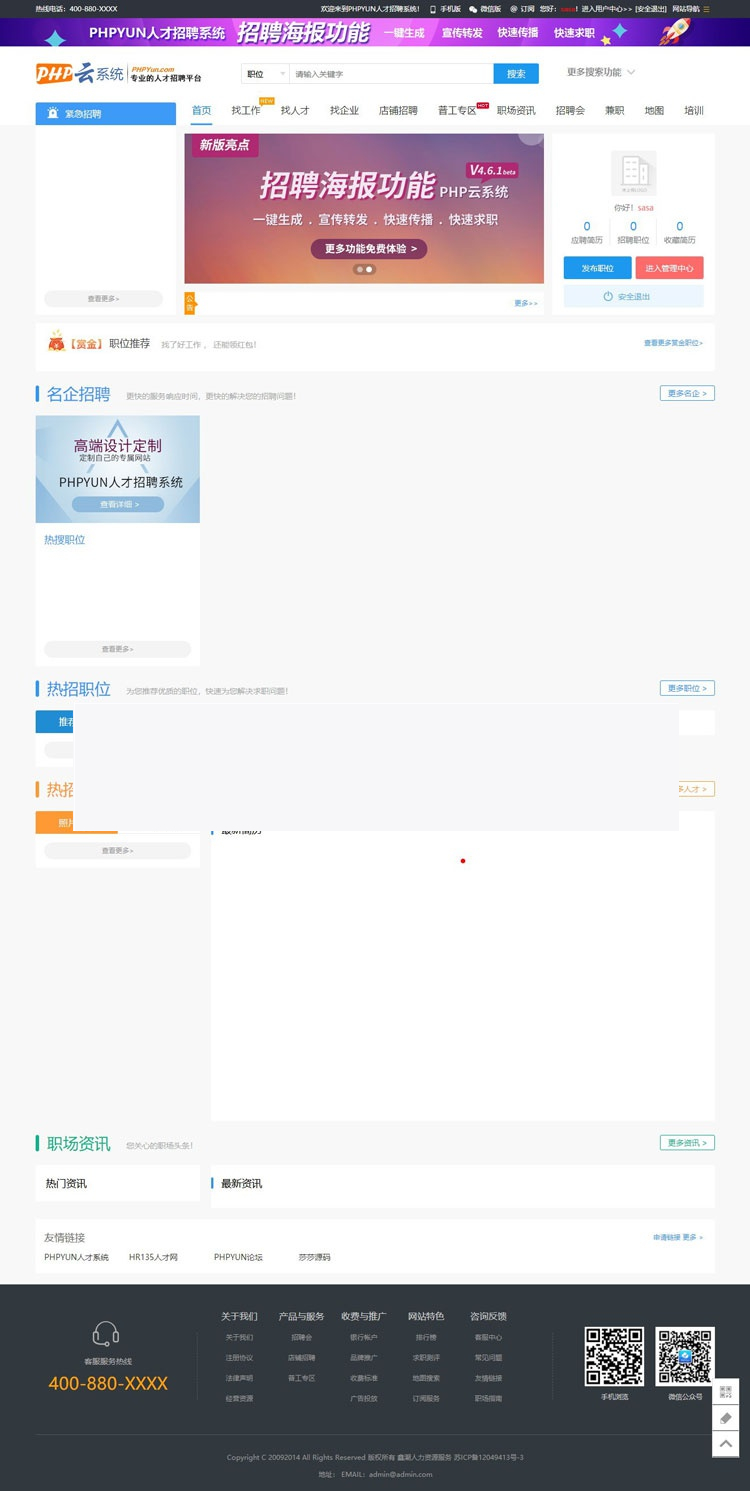 热线电话：400-880-XXXX 欢迎来到PHPYUN人才招聘系统！ 手机版 微信版 @ 订阅 您好：sasa！进入用户中心>> [安全退出] 网站导航
PHPYUN人才招聘系统 招聘海报功能 一键生成 宣传转发 快速传播 快速求职
PHP云系统 PHPYun.com 专业的人才招聘平台 职位 请输入关键字 搜索 更多搜索功能
紧急招聘 首页 找工作 NEW 找人才 找企业 店铺招聘 普工专区 HOT 职场资讯 招聘会 兼职 地图 培训
新版亮点
招聘海报功能 V4.6.1beta PHP云系统
一键生成 . 宣传转发 . 快速传播 . 快速求职
更多功能免费体验 >
你好！sasa
0 0 0
应聘简历 招聘职位 收藏简历
发布职位 进入管理中心
安全退出
查看更多>
公告 更多>>
【赏金】 职位推荐 找了好工作 ，还能领红包！ 查看更多赏金职位>
名企招聘 更快的服务响应时间，更快的解决您的招聘问题！ 更多名企 >
高端设计定制
定制自己的专属网站
PHPYUN人才招聘系统
查看详细 >
热搜职位
查看更多>
热招职位 为您推荐优质的职位，快速为您解决求职问题！ 更多职位 >
推荐
热招 多人才 >
照片 最新简历
查看更多>
职场资讯 您关心的职场头条！ 更多资讯 >
热门资讯 最新资讯
友情链接 申请链接 更多 >
PHPYUN人才系统 HR135人才网 PHPYUN论坛 莎莎源码
关于我们 产品与服务 收费与推广 网站特色 咨询反馈
关于我们 招聘会 银行帐户 排行榜 客服中心
注册协议 店铺招聘 品牌推广 求职测评 常见问题
法律声明 普工专区 收费标准 地图搜索 友情链接
经营资源 广告投放 订阅服务 职场指南
客服服务热线
400-880-XXXX
手机浏览 微信公众号
Copyright C 20092014 All Rights Reserved 版权所有 鑫潮人力资源服务 苏ICP备12049413号-3
地址： EMAIL：admin@admin.com